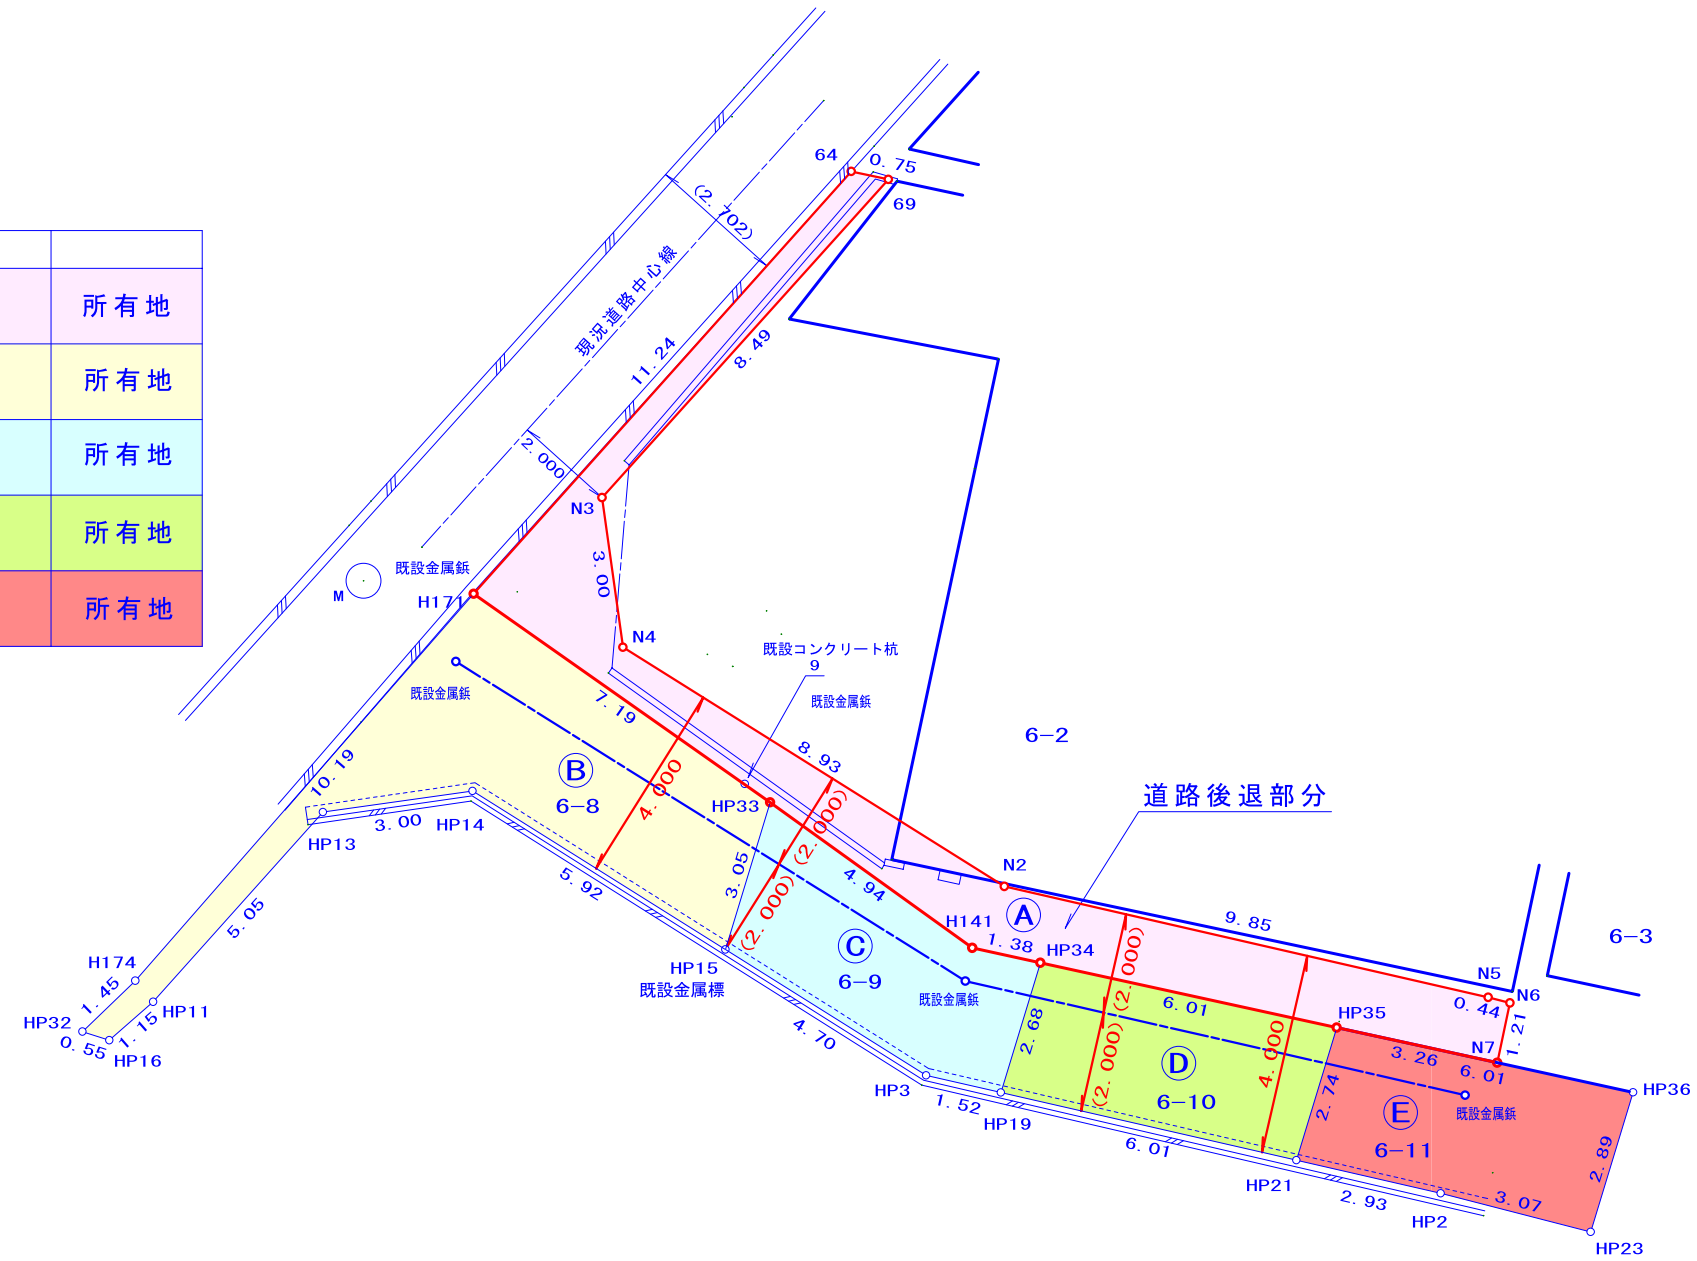 64
0.75
69
(2.702)
現況道路中心線
所有地
所有地
所有地
所有地
所有地
11.24
8.49
2.000
N3
既設金属鋲
M
H171
3.00
N4
既設コンクリート杭
9
既設金属鋲
既設金属鋲
7.19
8.93
6-2
B
6-8
4.000
HP33
(2.000)
(2.000)
3.05
道路後退部分
10.19
3.00
HP13
HP14
5.92
4.94
N2
A
9.85
H141
1.38
HP34
6-3
C
6-9
HP15
既設金属標
既設金属鋲
5.05
H174
1.45
HP11
1.15
HP32
0.55
HP16
4.70
(2.000)
(2.000)
6.01
N5
N6
0.44
HP35
N7
1.21
2.68
4.000
3.26
6.01
D
6-10
2.74
HP36
E
6-11
既設金属鋲
HP3
1.52
HP19
6.01
2.89
HP21
2.93
HP2
3.07
HP23